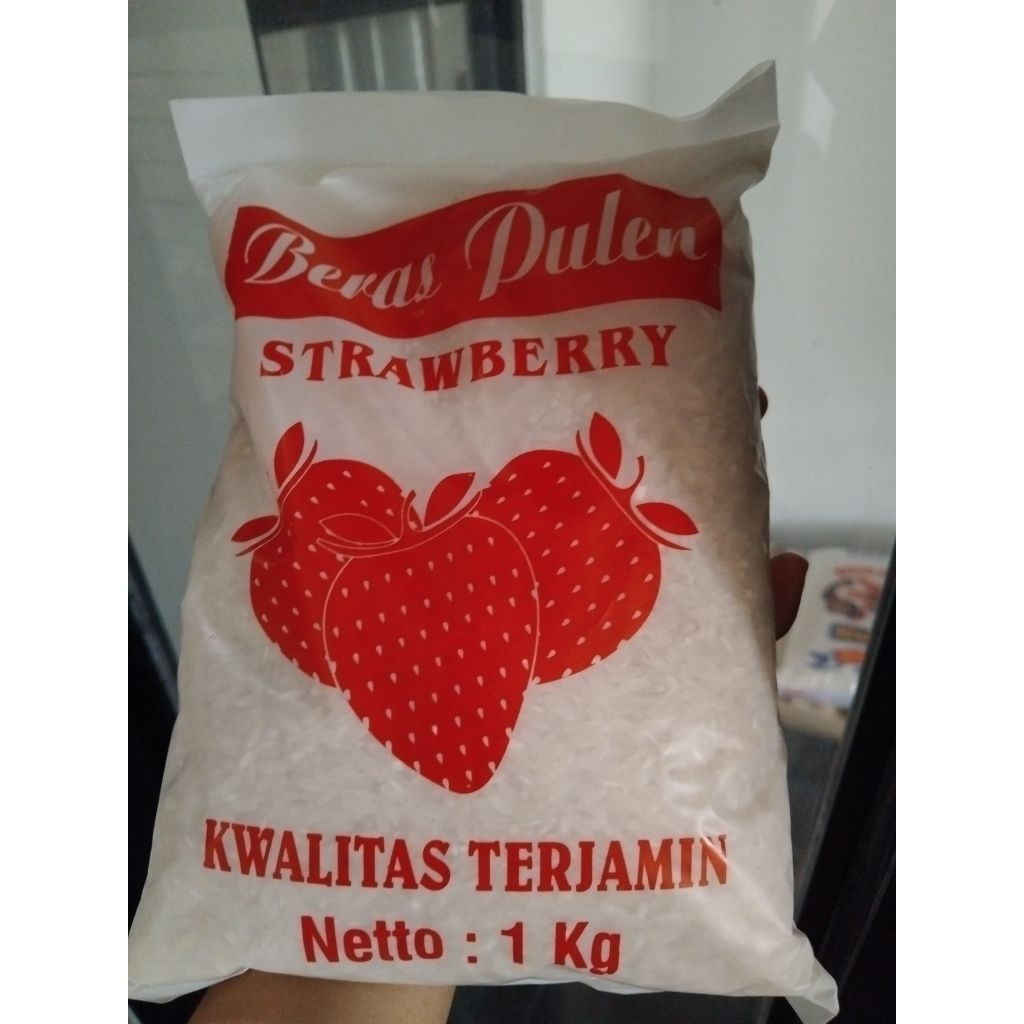 Beras Pulen
STRAWBERRY
KWALITAS TERJAMIN
Netto : 1 Kg